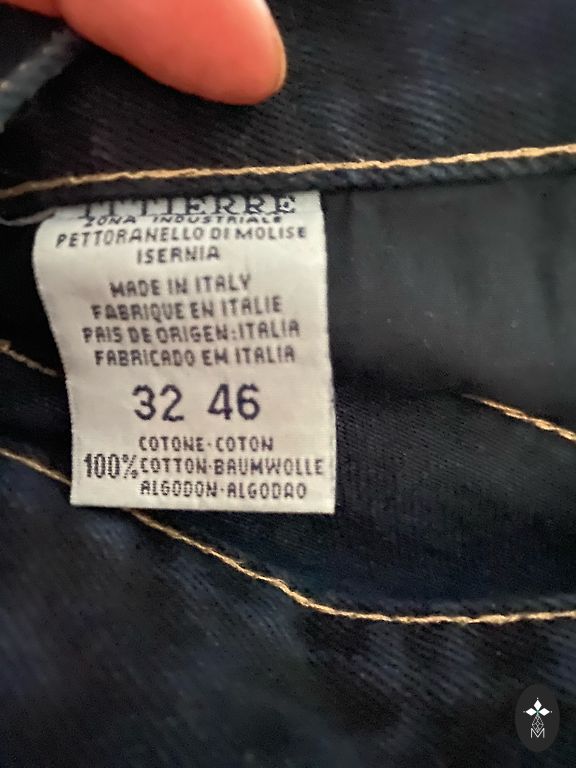 ITTIERRE
ZONA INDUSTRIALE
PETTORANELLO DI MOLISE
ISERNIA
MADE IN ITALY
FABRIQUE EN ITALIE
PAIS DE ORIGEN:ITALIA
FABRICADO EM ITALIA
32 46
COTONE-COTON
100% COTTON-BAUMWOLLE
ALGODON-ALGODAO
M